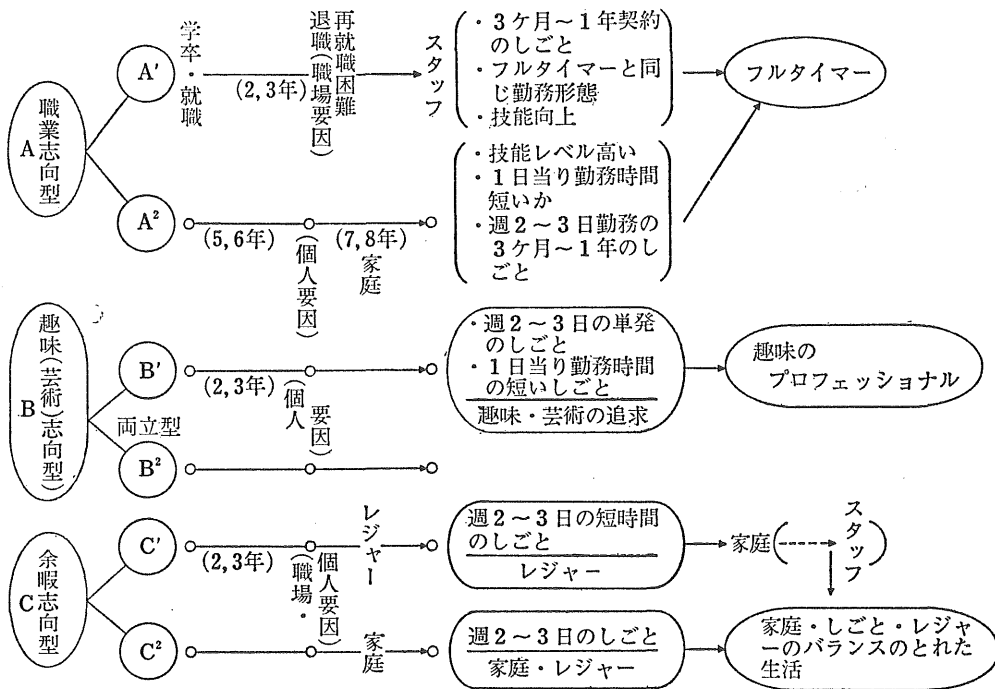 A 職業志向型
A′
学卒・就職
(2,3年)
退職(職場要因)
再就職困難
スタッフ
・3ケ月～1年契約
のしごと
・フルタイマーと同
じ勤務形態
・技能向上
フルタイマー
A²
(5,6年)
(個人要因)
(7,8年)
家庭
・技能レベル高い
・1日当り勤務時間
短いか
・週2～3日勤務の
3ケ月～1年のし
ごと
B 趣味(芸術)志向型
B′
(2,3年)
(個人
要因)
・週2～3日の単発
のしごと
・1日当り勤務時間
の短いしごと
趣味・芸術の追求
趣味の
プロフェッショナル
両立型
B²
C 余暇志向型
C′
(2,3年)
(職場・
個人要因)
レジャー
週2～3日の短時間
のしごと
レジャー
家庭
(スタッフ)
C²
家庭
週2～3日のしごと
家庭・レジャー
家庭・しごと・レジャ
ーのバランスのとれた
生活